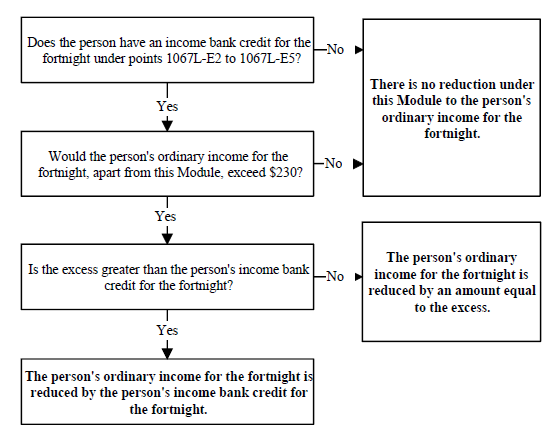 Does the person have an income bank credit for the
fortnight under points 1067L-E2 to 1067L-E5?
No
There is no reduction under
this Module to the person's
ordinary income for the
fortnight.
Yes
Would the person's ordinary income for the
fortnight, apart from this Module, exceed $230?
No
Yes
Is the excess greater than the person's income bank
credit for the fortnight?
No
The person's ordinary
income for the fortnight is
reduced by an amount equal
to the excess.
Yes
The person's ordinary income for the fortnight is
reduced by the person's income bank credit for
the fortnight.